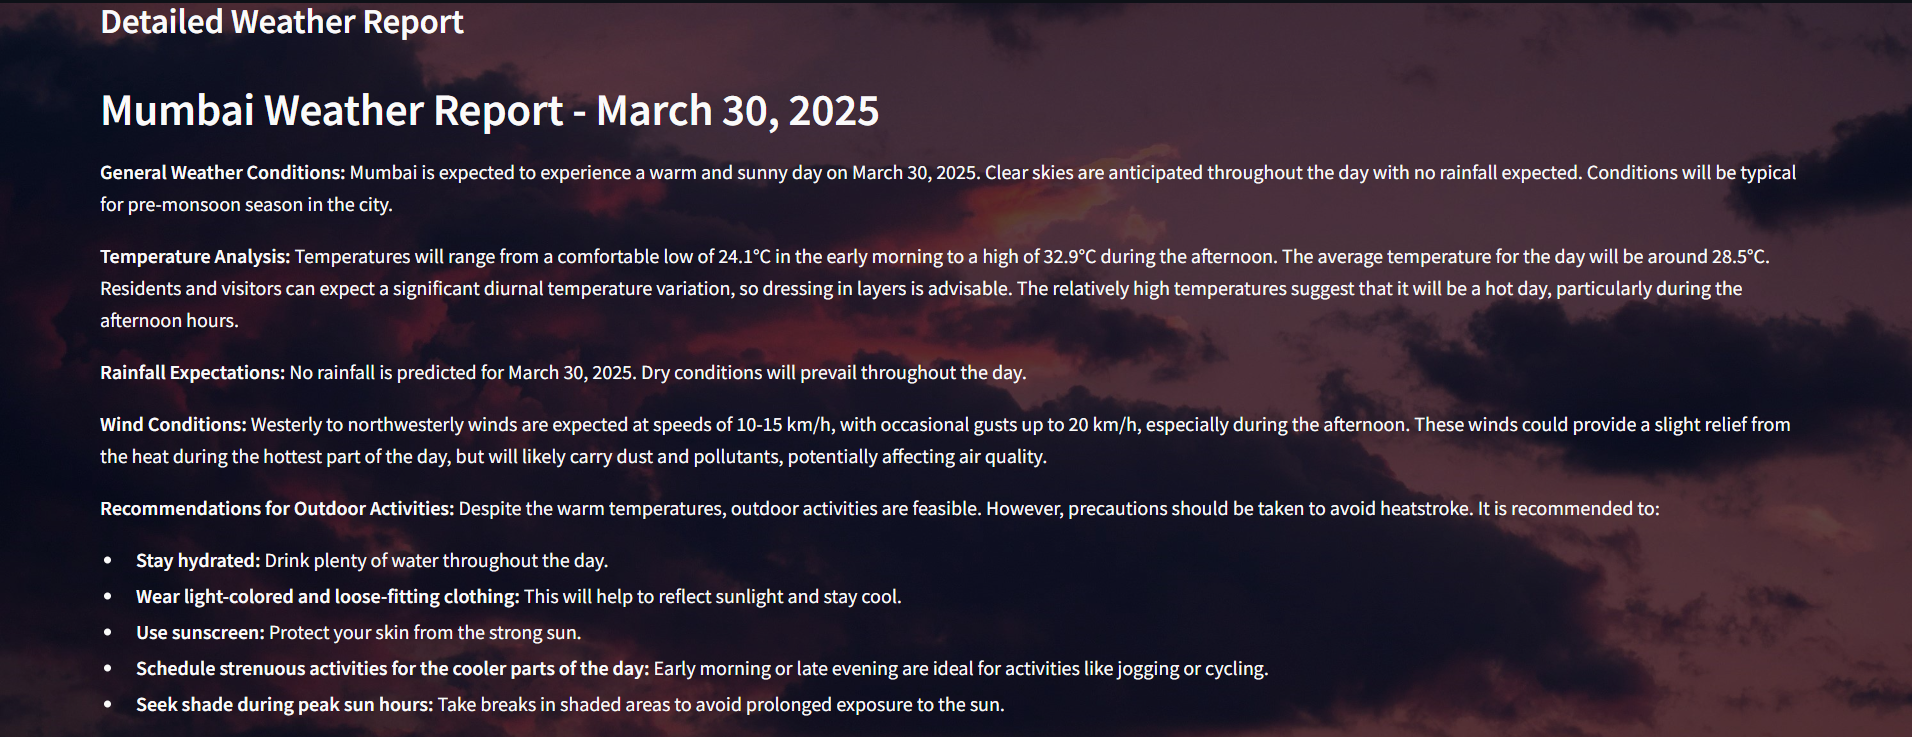 Detailed Weather Report
Mumbai Weather Report - March 30, 2025
General Weather Conditions: Mumbai is expected to experience a warm and sunny day on March 30, 2025. Clear skies are anticipated throughout the day with no rainfall expected. Conditions will be typical
for pre-monsoon season in the city.
Temperature Analysis: Temperatures will range from a comfortable low of 24.1°C in the early morning to a high of 32.9°C during the afternoon. The average temperature for the day will be around 28.5°C.
Residents and visitors can expect a significant diurnal temperature variation, so dressing in layers is advisable. The relatively high temperatures suggest that it will be a hot day, particularly during the
afternoon hours.
Rainfall Expectations: No rainfall is predicted for March 30, 2025. Dry conditions will prevail throughout the day.
Wind Conditions: Westerly to northwesterly winds are expected at speeds of 10-15 km/h, with occasional gusts up to 20 km/h, especially during the afternoon. These winds could provide a slight relief from
the heat during the hottest part of the day, but will likely carry dust and pollutants, potentially affecting air quality.
Recommendations for Outdoor Activities: Despite the warm temperatures, outdoor activities are feasible. However, precautions should be taken to avoid heatstroke. It is recommended to:
• Stay hydrated: Drink plenty of water throughout the day.
• Wear light-colored and loose-fitting clothing: This will help to reflect sunlight and stay cool.
• Use sunscreen: Protect your skin from the strong sun.
• Schedule strenuous activities for the cooler parts of the day: Early morning or late evening are ideal for activities like jogging or cycling.
• Seek shade during peak sun hours: Take breaks in shaded areas to avoid prolonged exposure to the sun.